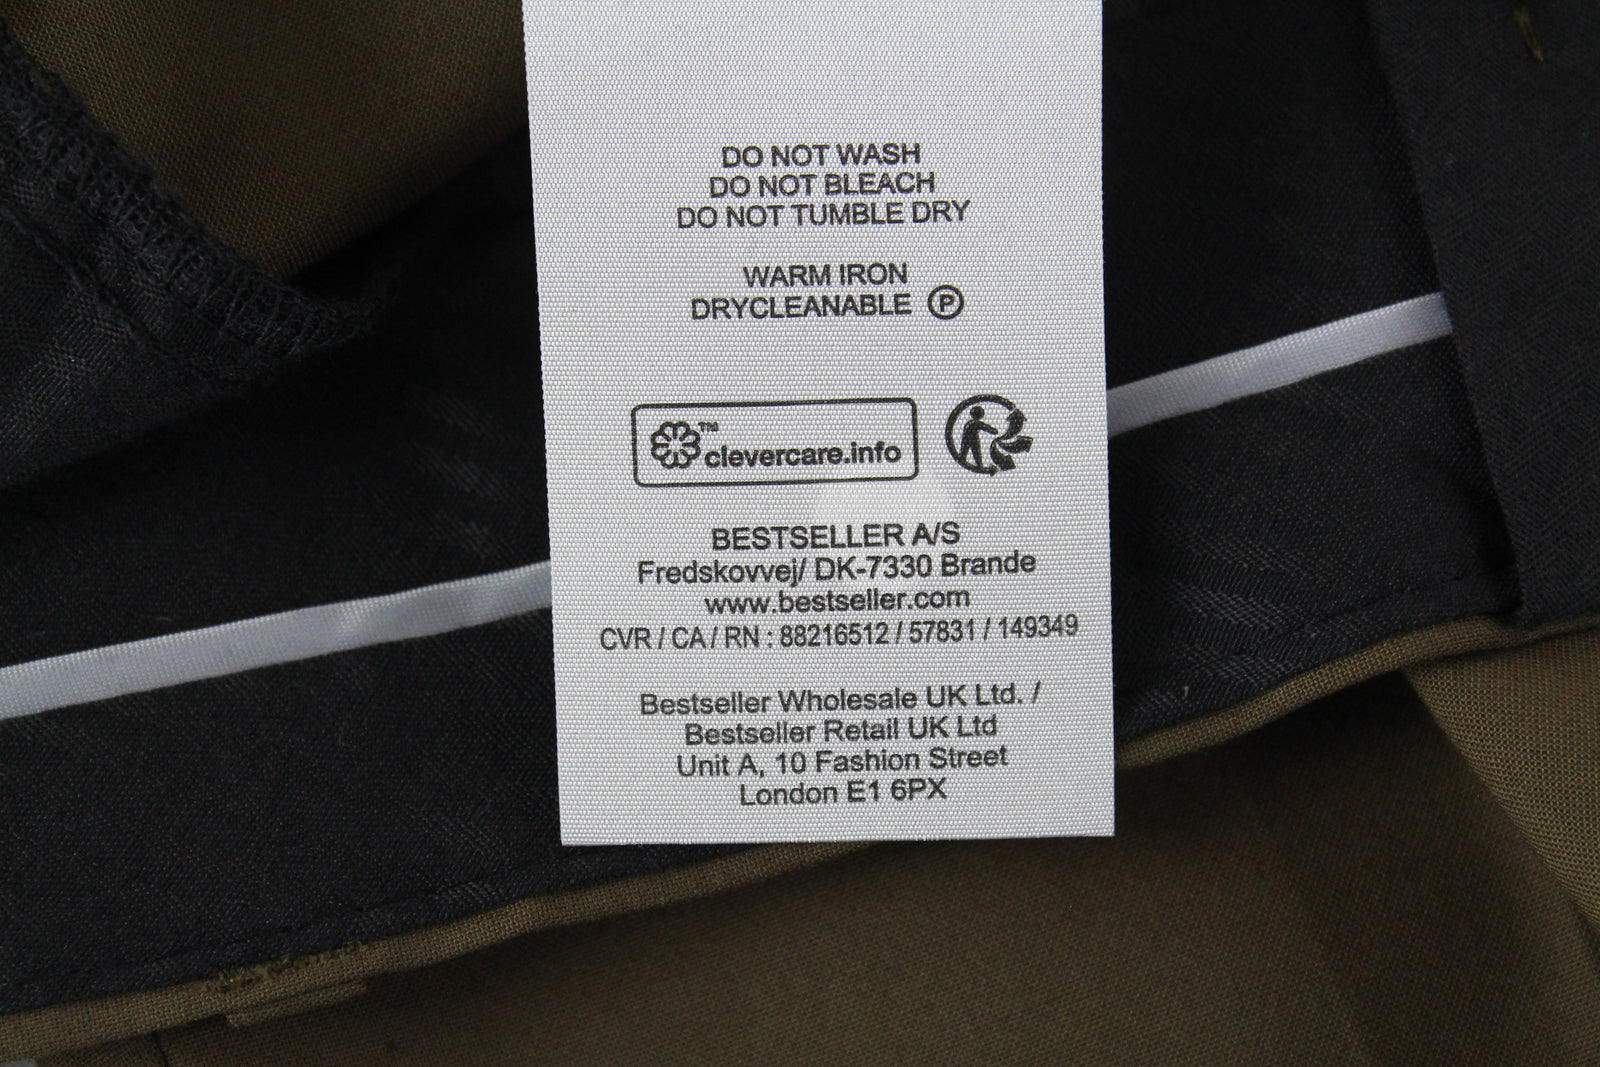 DO NOT WASH
DO NOT BLEACH
DO NOT TUMBLE DRY
WARM IRON
DRYCLEANABLE Ⓟ
clevercare.info™
BESTSELLER A/S
Fredskovvej/ DK-7330 Brande
www.bestseller.com
CVR / CA / RN : 88216512 / 57831 / 149349
Bestseller Wholesale UK Ltd. /
Bestseller Retail UK Ltd
Unit A, 10 Fashion Street
London E1 6PX